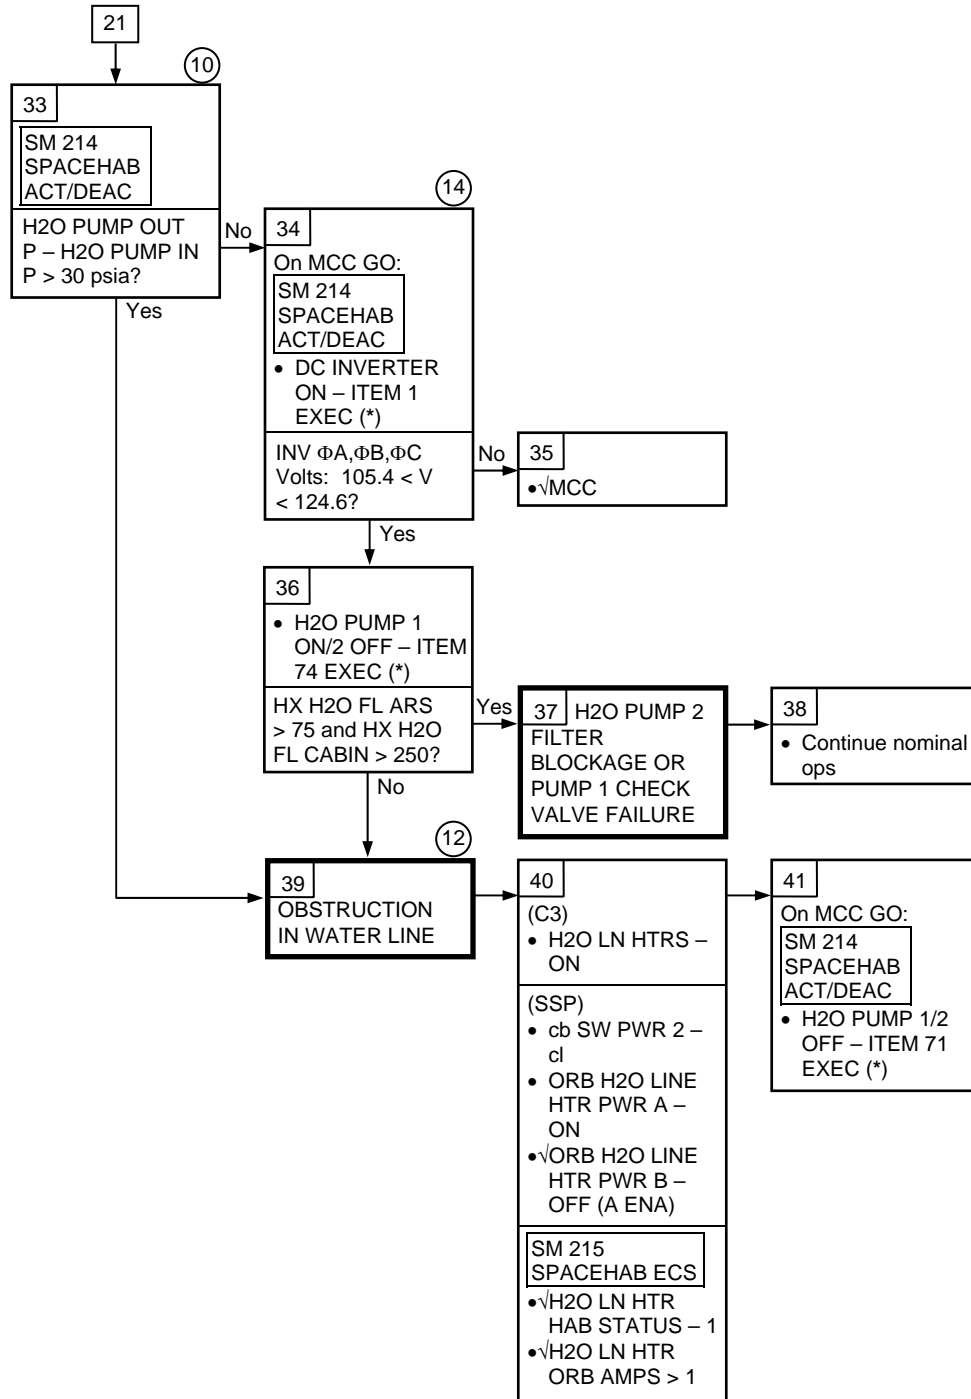 21
10
33
SM 214
SPACEHAB
ACT/DEAC
H2O PUMP OUT
P – H2O PUMP IN
P > 30 psia?
No
Yes
14
34
On MCC GO:
SM 214
SPACEHAB
ACT/DEAC
• DC INVERTER
ON – ITEM 1
EXEC (*)
INV ΦA,ΦB,ΦC
Volts: 105.4 < V
< 124.6?
No
Yes
35
•√MCC
36
• H2O PUMP 1
ON/2 OFF – ITEM
74 EXEC (*)
HX H2O FL ARS
> 75 and HX H2O
FL CABIN > 250?
Yes
No
37 H2O PUMP 2
FILTER
BLOCKAGE OR
PUMP 1 CHECK
VALVE FAILURE
38
• Continue nominal
ops
12
39
OBSTRUCTION
IN WATER LINE
40
(C3)
• H2O LN HTRS –
ON
(SSP)
• cb SW PWR 2 –
cl
• ORB H2O LINE
HTR PWR A –
ON
•√ORB H2O LINE
HTR PWR B –
OFF (A ENA)
SM 215
SPACEHAB ECS
•√H2O LN HTR
HAB STATUS – 1
•√H2O LN HTR
ORB AMPS > 1
41
On MCC GO:
SM 214
SPACEHAB
ACT/DEAC
• H2O PUMP 1/2
OFF – ITEM 71
EXEC (*)